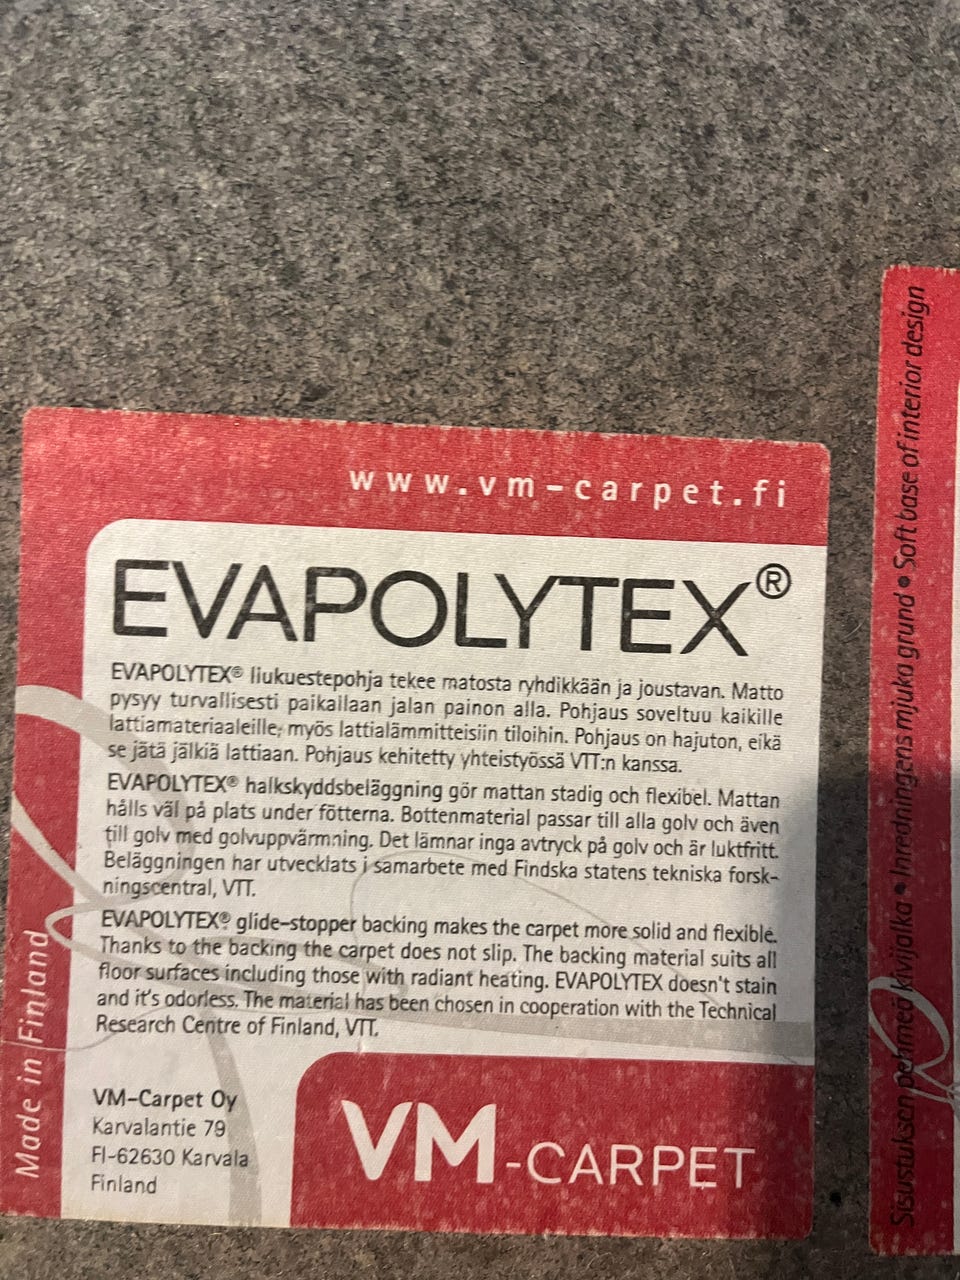 www.vm-carpet.fi
EVAPOLYTEX®
EVAPOLYTEX® liukuestepohja tekee matosta ryhdikkään ja joustavan. Matto
pysyy turvallisesti paikallaan jalan painon alla. Pohjaus soveltuu kaikille
lattiamateriaaleille, myös lattialämmitteisiin tiloihin. Pohjaus on hajuton, eikä
se jätä jälkiä lattiaan. Pohjaus kehitetty yhteistyössä VTT:n kanssa.
EVAPOLYTEX® halkskyddsbeläggning gör mattan stadig och flexibel. Mattan
hålls väl på plats under fötterna. Bottenmaterial passar till alla golv och även
till golv med golvuppvärmning. Det lämnar inga avtryck på golv och är luktfritt.
Beläggningen har utvecklats i samarbete med Findska statens tekniska forsk-
ningscentral, VTT.
EVAPOLYTEX® glide-stopper backing makes the carpet more solid and flexible.
Thanks to the backing the carpet does not slip. The backing material suits all
floor surfaces including those with radiant heating. EVAPOLYTEX doesn't stain
and it's odorless. The material has been chosen in cooperation with the Technical
Research Centre of Finland, VTT.
Made in Finland
VM-Carpet Oy
Karvalantie 79
FI-62630 Karvala
Finland
VM-CARPET
Sisustuksen pehmeä kivijalka • Inredningens mjuka grund • Soft base of interior design